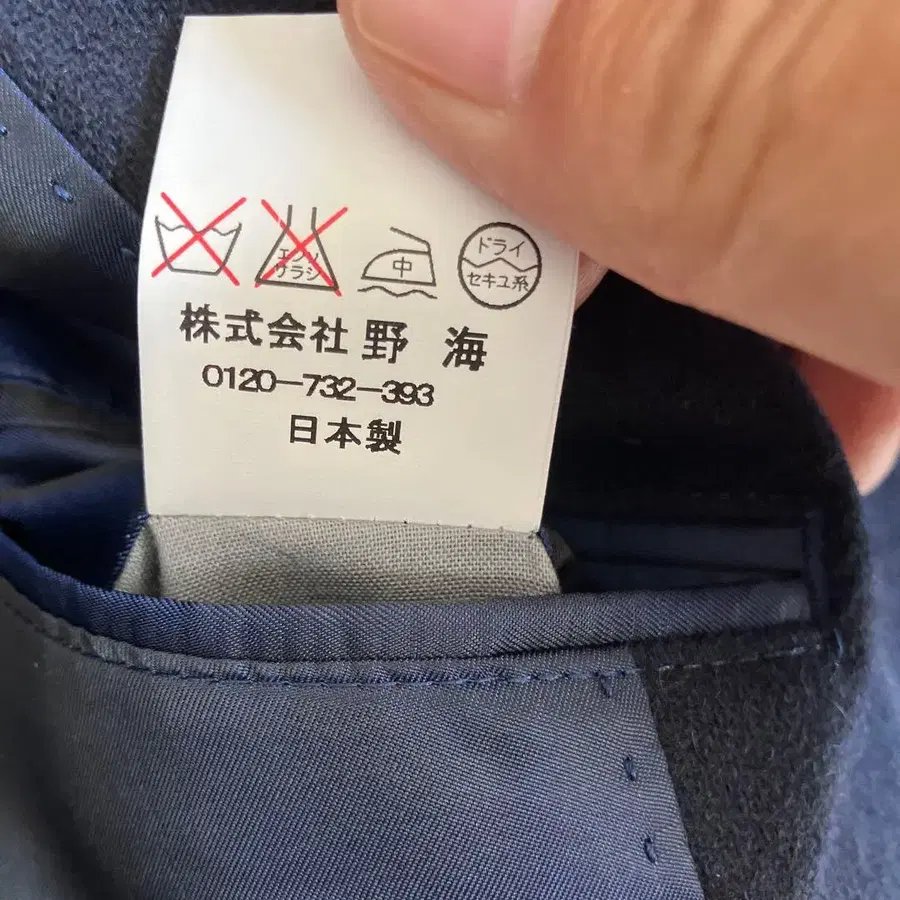 エンソ
サラシ
中
ドライ
セキユ系
株式会社 野 海
0120-732-393
日本製